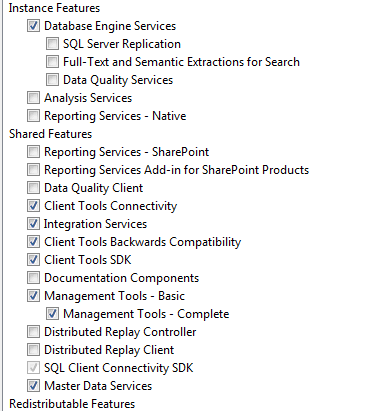 Instance Features
Database Engine Services
SQL Server Replication
Full-Text and Semantic Extractions for Search
Data Quality Services
Analysis Services
Reporting Services - Native
Shared Features
Reporting Services - SharePoint
Reporting Services Add-in for SharePoint Products
Data Quality Client
Client Tools Connectivity
Integration Services
Client Tools Backwards Compatibility
Client Tools SDK
Documentation Components
Management Tools - Basic
Management Tools - Complete
Distributed Replay Controller
Distributed Replay Client
SQL Client Connectivity SDK
Master Data Services
Redistributable Features